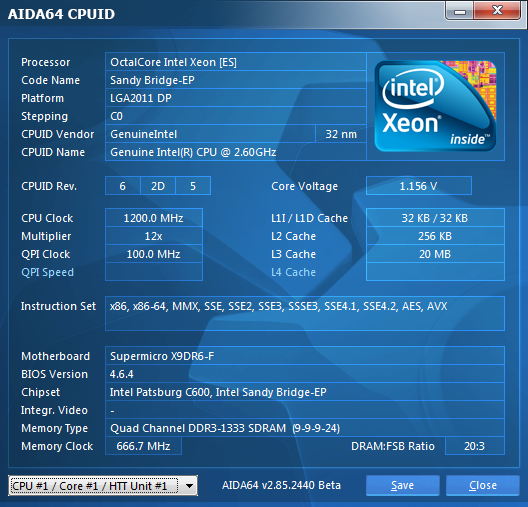 AIDA64 CPUID
Processor OctalCore Intel Xeon [ES]
Code Name Sandy Bridge-EP
Platform LGA2011 DP
Stepping C0
CPUID Vendor GenuineIntel 32 nm
CPUID Name Genuine Intel(R) CPU @ 2.60GHz
intel
Xeon
inside™
CPUID Rev. 6 2D 5 Core Voltage 1.156 V
CPU Clock 1200.0 MHz L1I / L1D Cache 32 KB / 32 KB
Multiplier 12x L2 Cache 256 KB
QPI Clock 100.0 MHz L3 Cache 20 MB
QPI Speed L4 Cache
Instruction Set x86, x86-64, MMX, SSE, SSE2, SSE3, SSSE3, SSE4.1, SSE4.2, AES, AVX
Motherboard Supermicro X9DR6-F
BIOS Version 4.6.4
Chipset Intel Patsburg C600, Intel Sandy Bridge-EP
Integr. Video -
Memory Type Quad Channel DDR3-1333 SDRAM (9-9-9-24)
Memory Clock 666.7 MHz DRAM:FSB Ratio 20:3
CPU #1 / Core #1 / HTT Unit #1 AIDA64 v2.85.2440 Beta Save Close